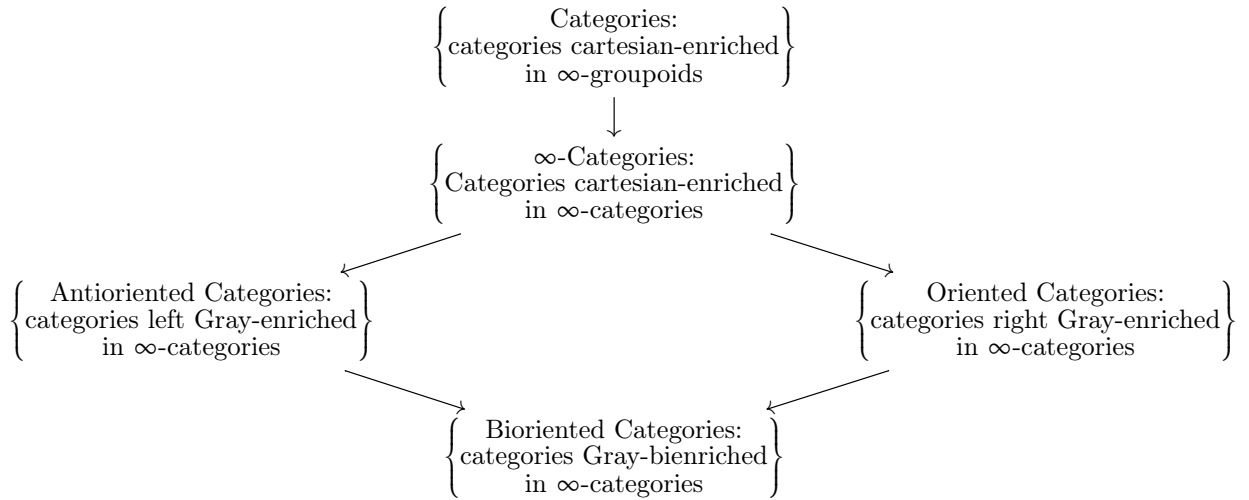 Categories:
categories cartesian-enriched
in ∞-groupoids
∞-Categories:
Categories cartesian-enriched
in ∞-categories
Antioriented Categories:
categories left Gray-enriched
in ∞-categories
Oriented Categories:
categories right Gray-enriched
in ∞-categories
Bioriented Categories:
categories Gray-bienriched
in ∞-categories